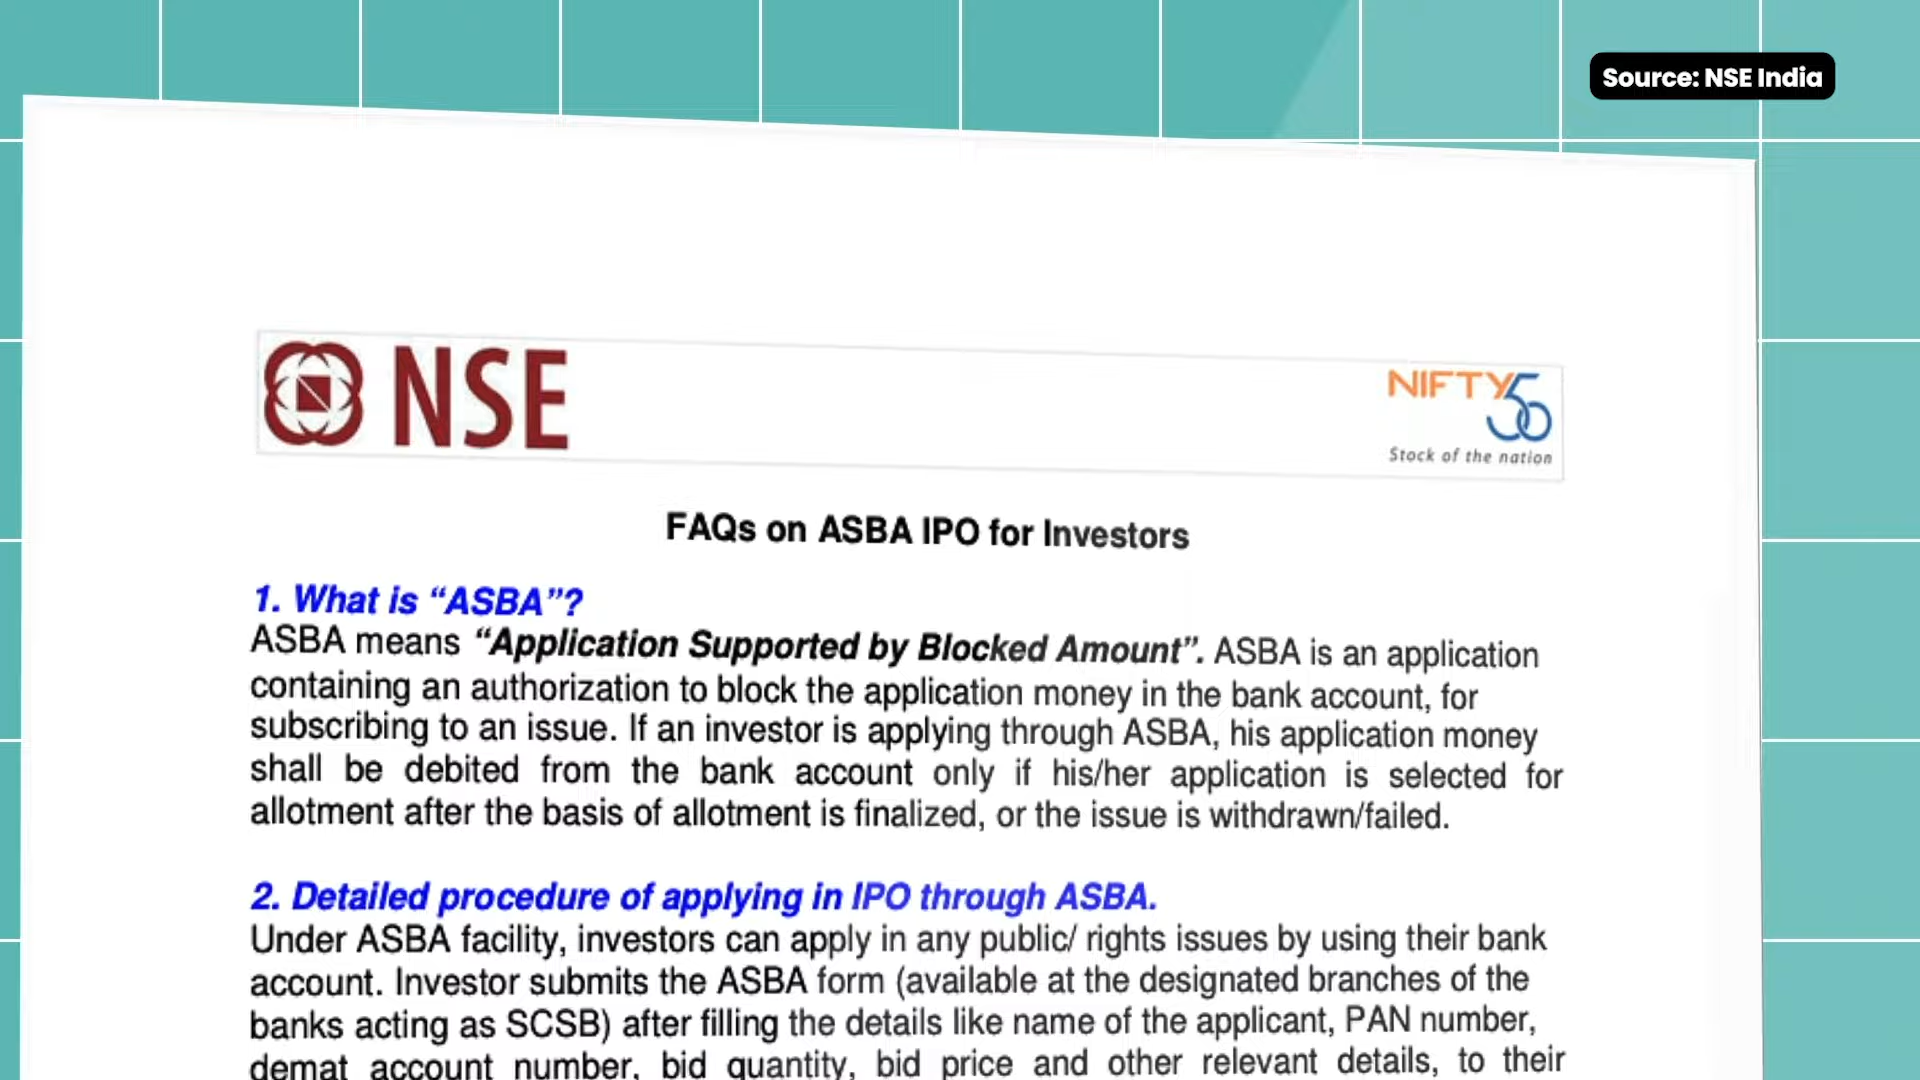 Source: NSE India
NSE
NIFTY50
Stock of the nation
FAQs on ASBA IPO for Investors
1. What is “ASBA”?
ASBA means “Application Supported by Blocked Amount”. ASBA is an application
containing an authorization to block the application money in the bank account, for
subscribing to an issue. If an investor is applying through ASBA, his application money
shall be debited from the bank account only if his/her application is selected for
allotment after the basis of allotment is finalized, or the issue is withdrawn/failed.
2. Detailed procedure of applying in IPO through ASBA.
Under ASBA facility, investors can apply in any public/ rights issues by using their bank
account. Investor submits the ASBA form (available at the designated branches of the
banks acting as SCSB) after filling the details like name of the applicant, PAN number,
demat account number, bid quantity, bid price and other relevant details, to their